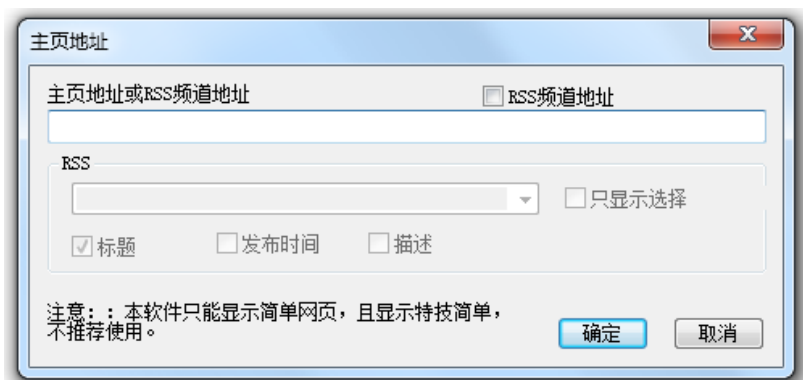 主页地址
主页地址或RSS频道地址
RSS频道地址
RSS
只显示选择
标题
发布时间
描述
注意：：本软件只能显示简单网页，且显示特技简单，
不推荐使用。
确定
取消